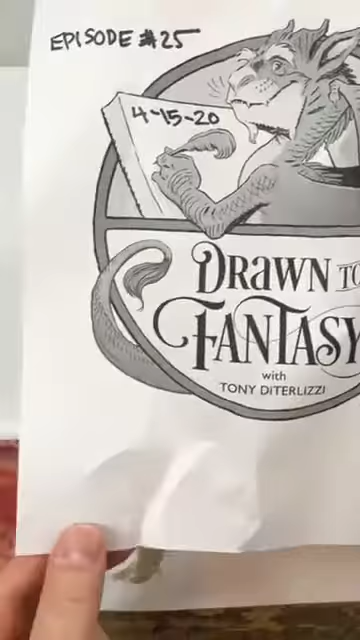 EPISODE #25
4-15-20
DRAWN TO
FANTASY
with
TONY DiTERLIZZI